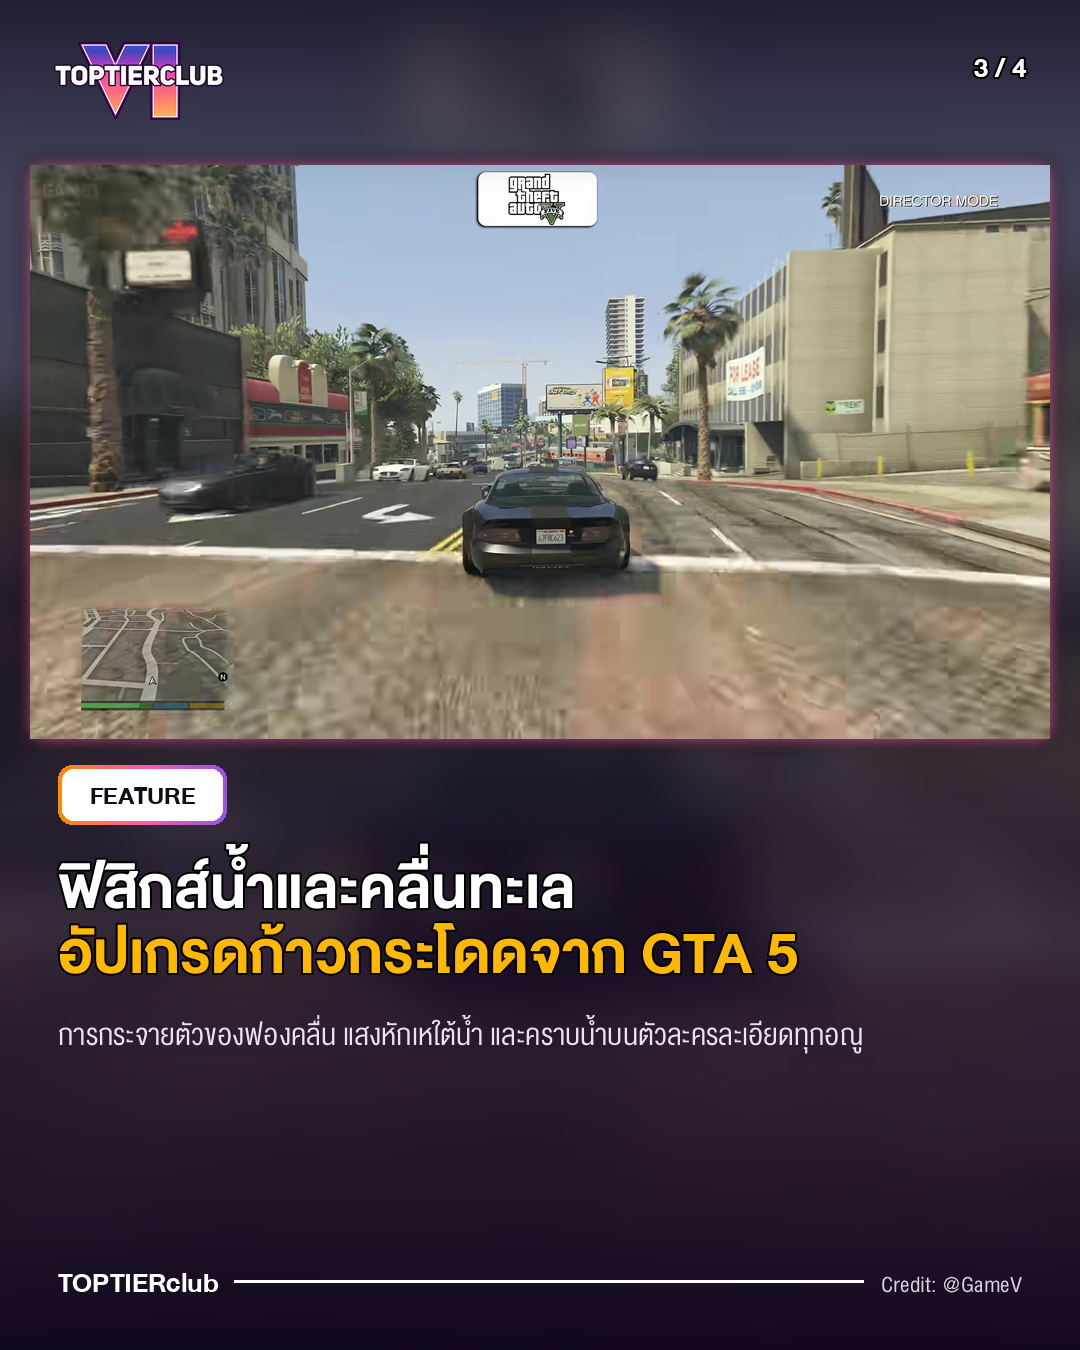 TOPTIERCLUB
VI
3 / 4
grand
theft
auto
DIRECTOR MODE
FOR LEASE
N
FEATURE
ฟิสิกส์น้ำและคลื่นทะเล
อัปเกรดก้าวกระโดดจาก GTA 5
การกระจายตัวของฟองคลื่น แสงหักเหใต้น้ำ และคราบน้ำบนตัวละครละเอียดทุกอณู
TOPTIERclub
Credit: @GameV